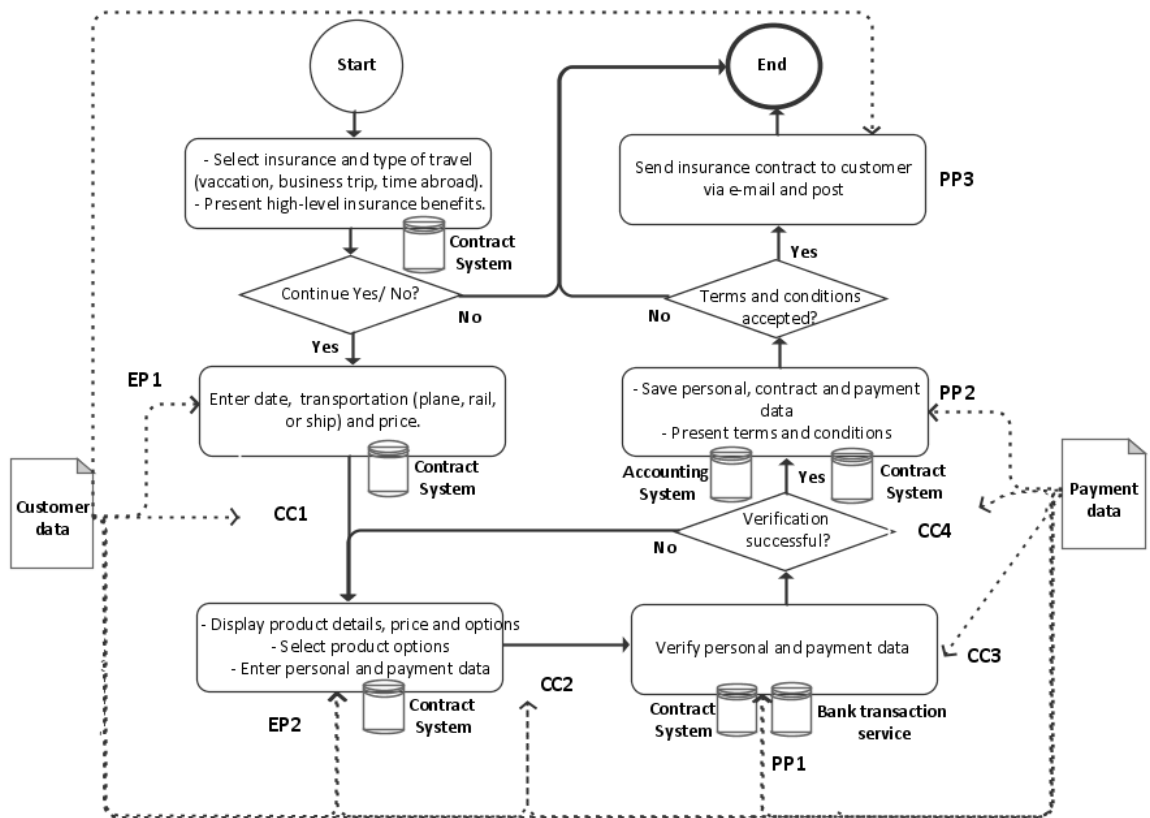 Start
End
- Select insurance and type of travel
(vaccation, business trip, time abroad).
- Present high-level insurance benefits.
Contract
System
Send insurance contract to customer
via e-mail and post
PP3
Continue Yes/ No?
No
Yes
Terms and conditions
accepted?
No
Yes
EP1
Enter date, transportation (plane, rail,
or ship) and price.
Contract
System
- Save personal, contract and payment
data
- Present terms and conditions
PP2
Accounting
System
Yes
Contract
System
Customer
data
CC1
Verification
successful?
No
CC4
Payment
data
- Display product details, price and options
- Select product options
- Enter personal and payment data
Contract
System
EP2
CC2
Verify personal and payment data
CC3
Contract
System
Bank transaction
service
PP1